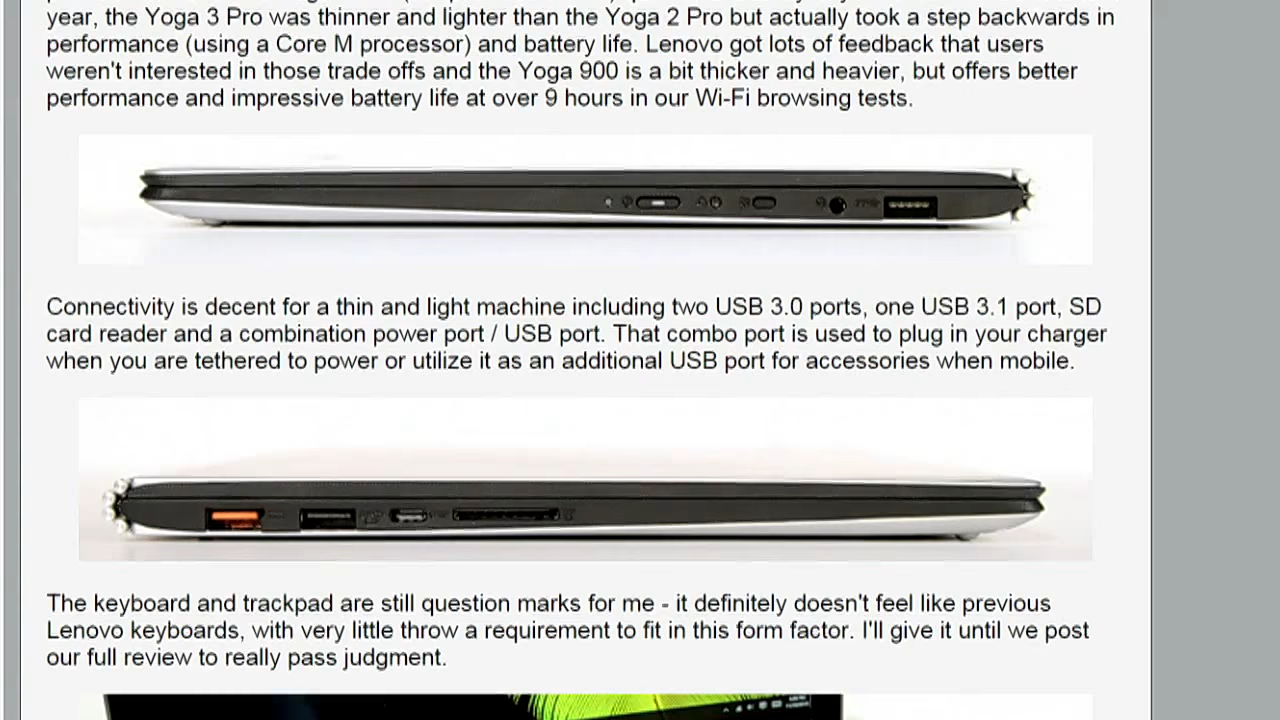 year, the Yoga 3 Pro was thinner and lighter than the Yoga 2 Pro but actually took a step backwards in
performance (using a Core M processor) and battery life. Lenovo got lots of feedback that users
weren't interested in those trade offs and the Yoga 900 is a bit thicker and heavier, but offers better
performance and impressive battery life at over 9 hours in our Wi-Fi browsing tests.
Connectivity is decent for a thin and light machine including two USB 3.0 ports, one USB 3.1 port, SD
card reader and a combination power port / USB port. That combo port is used to plug in your charger
when you are tethered to power or utilize it as an additional USB port for accessories when mobile.
The keyboard and trackpad are still question marks for me - it definitely doesn't feel like previous
Lenovo keyboards, with very little throw a requirement to fit in this form factor. I'll give it until we post
our full review to really pass judgment.